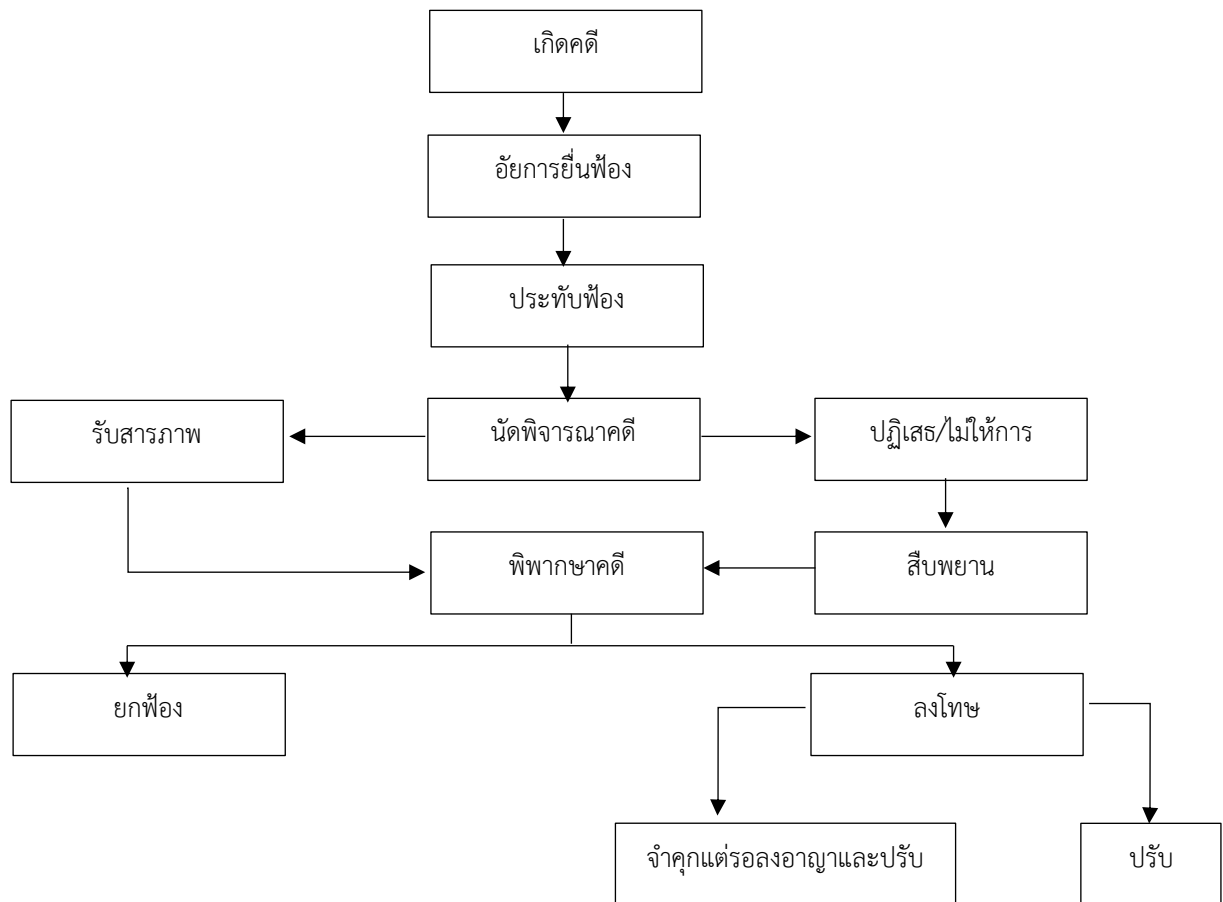 เกิดคดี
อัยการยื่นฟ้อง
ประทับฟ้อง
รับสารภาพ
นัดพิจารณาคดี
ปฏิเสธ/ไม่ให้การ
พิพากษาคดี
สืบพยาน
ยกฟ้อง
ลงโทษ
จำคุกแต่รอลงอาญาและปรับ
ปรับ